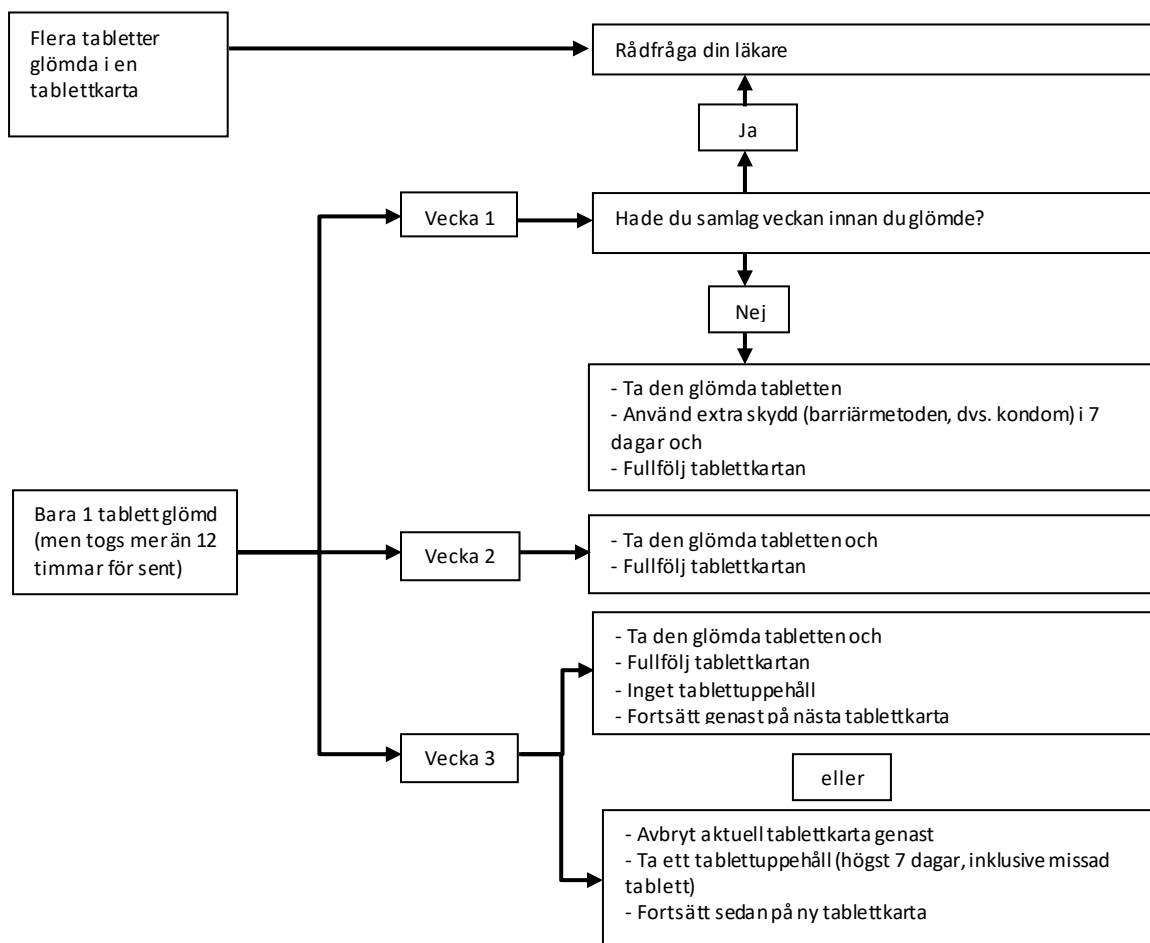 Flera tabletter
glömda i en
tablettkarta
Rådfråga din läkare
Ja
Vecka 1
Hade du samlag veckan innan du glömde?
Nej
- Ta den glömda tabletten
- Använd extra skydd (barriärmetoden, dvs. kondom) i 7
dagar och
- Fullfölj tablettkartan
Bara 1 tablett glömd
(men togs mer än 12
timmar för sent)
Vecka 2
- Ta den glömda tabletten och
- Fullfölj tablettkartan
- Ta den glömda tabletten och
- Fullfölj tablettkartan
- Inget tablettuppehåll
- Fortsätt genast på nästa tablettkarta
Vecka 3
eller
- Avbryt aktuell tablettkarta genast
- Ta ett tablettuppehåll (högst 7 dagar, inklusive missad
tablett)
- Fortsätt sedan på ny tablettkarta